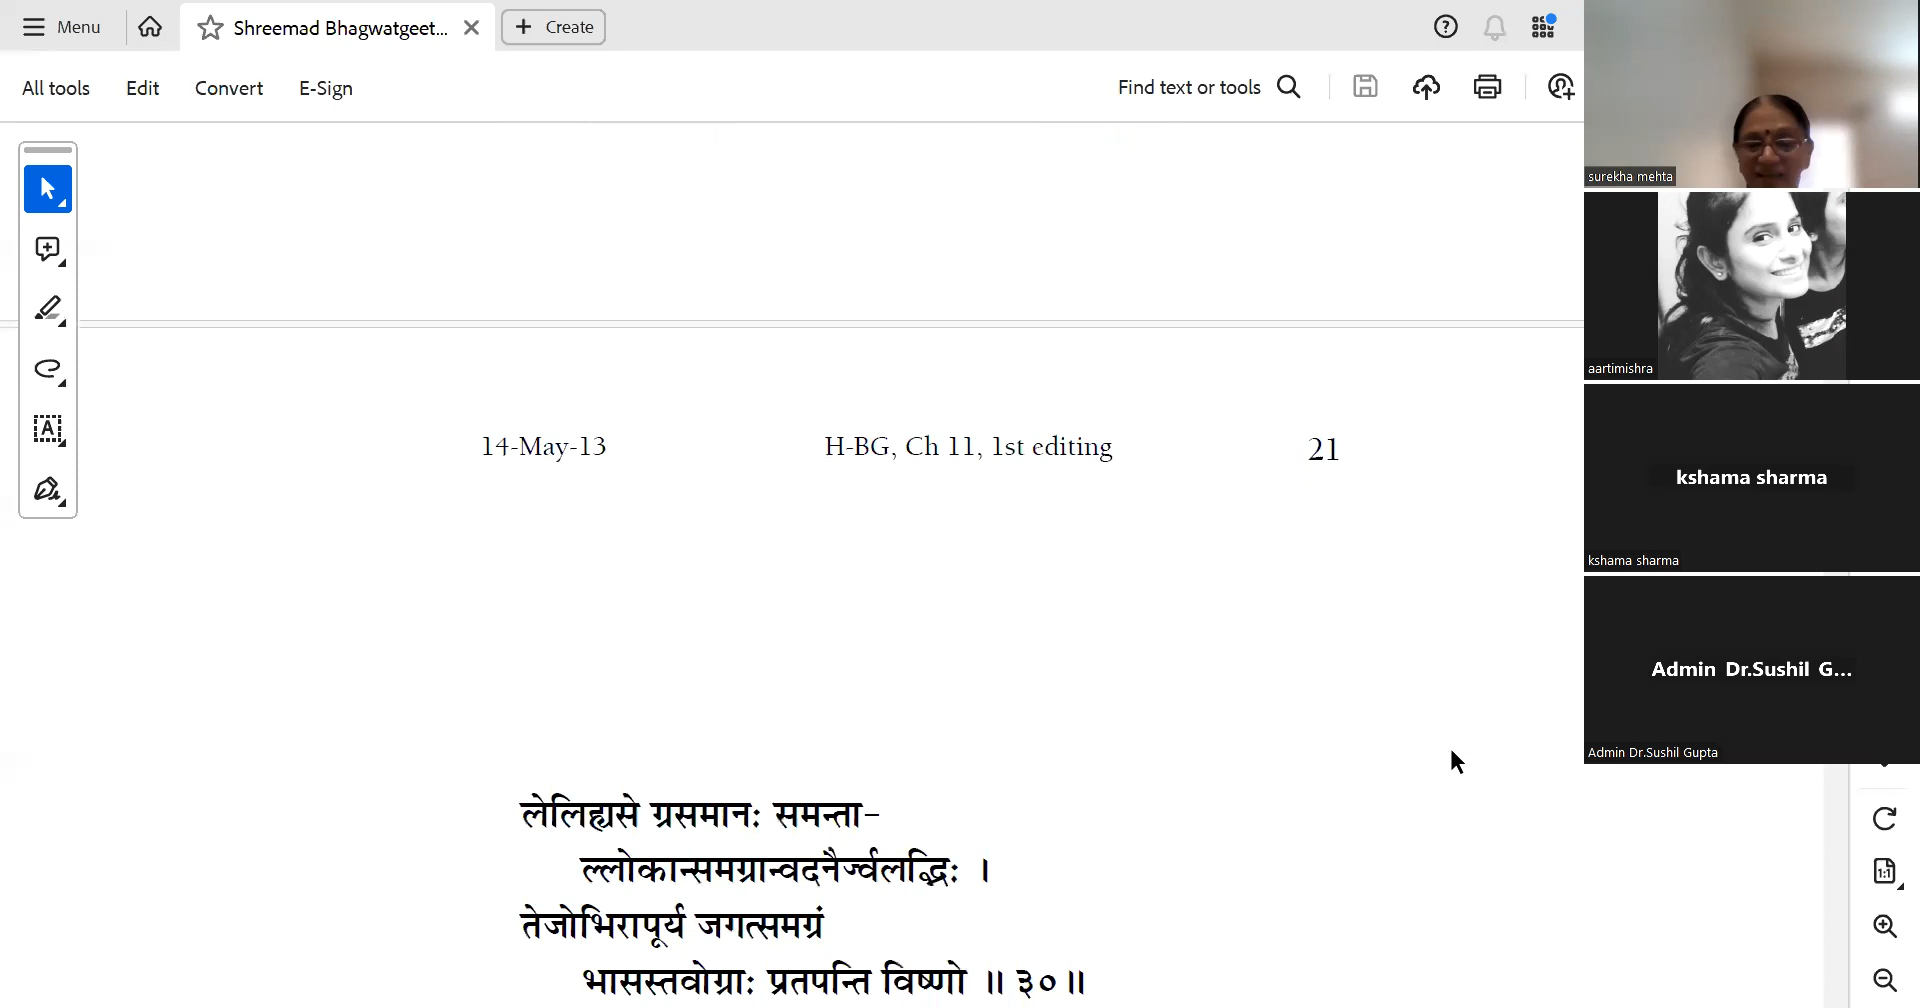 Menu
Shreemad Bhagwatgeet...
Create
All tools
Edit
Convert
E-Sign
Find text or tools
14-May-13 H-BG, Ch 11, 1st editing 21
लेलिह्यसे ग्रसमानः समन्ता-
ल्लोकान्समग्रान्वदनैर्ज्वलद्भिः ।
तेजोभिरापूर्य जगत्समग्रं
भासस्तवोग्राः प्रतपन्ति विष्णो ॥ ३० ॥
surekha mehta
aartimishra
kshama sharma
kshama sharma
Admin Dr.Sushil G...
Admin Dr.Sushil Gupta
1:1